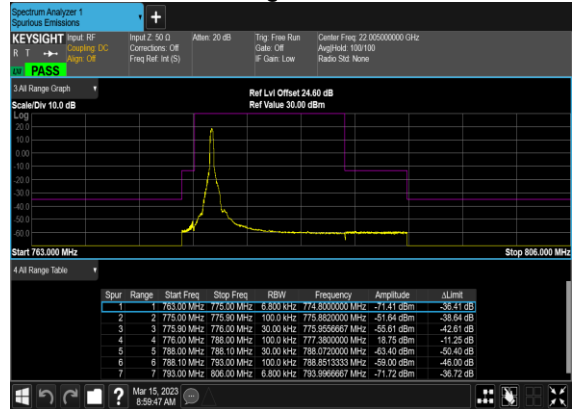 Spectrum Analyzer 1
Spurious Emissions
KEYSIGHT Input: RF Input Z: 50 Ω Atten: 20 dB Trig: Free Run Center Freq: 22.005000000 GHz
R T Coupling: DC Corrections: Off Gate: Off Avg|Hold: 100/100
Align: Off Freq Ref: Int (S) IF Gain: Low Radio Std: None
PASS
3 All Range Graph
Ref Lvl Offset 24.60 dB
Scale/Div 10.0 dB Ref Value 30.00 dBm
Log
20.0
10.0
0.00
-10.0
-20.0
-30.0
-40.0
-50.0
-60.0
Start 763.000 MHz Stop 806.000 MHz
4 All Range Table
Spur Range Start Freq Stop Freq RBW Frequency Amplitude ΔLimit
1 1 763.00 MHz 775.00 MHz 6.800 kHz 774.8000000 MHz -71.41 dBm -36.41 dB
2 2 775.00 MHz 775.90 MHz 100.0 kHz 775.8820000 MHz -51.64 dBm -38.64 dB
3 3 775.90 MHz 776.00 MHz 30.00 kHz 775.9556667 MHz -55.61 dBm -42.61 dB
4 4 776.00 MHz 788.00 MHz 100.0 kHz 777.3800000 MHz 18.75 dBm -11.25 dB
5 5 788.00 MHz 788.10 MHz 30.00 kHz 788.0720000 MHz -63.40 dBm -50.40 dB
6 6 788.10 MHz 793.00 MHz 100.0 kHz 788.8513333 MHz -59.00 dBm -46.00 dB
7 7 793.00 MHz 806.00 MHz 6.800 kHz 793.9966667 MHz -71.72 dBm -36.72 dB
Mar 15, 2023
8:59:47 AM